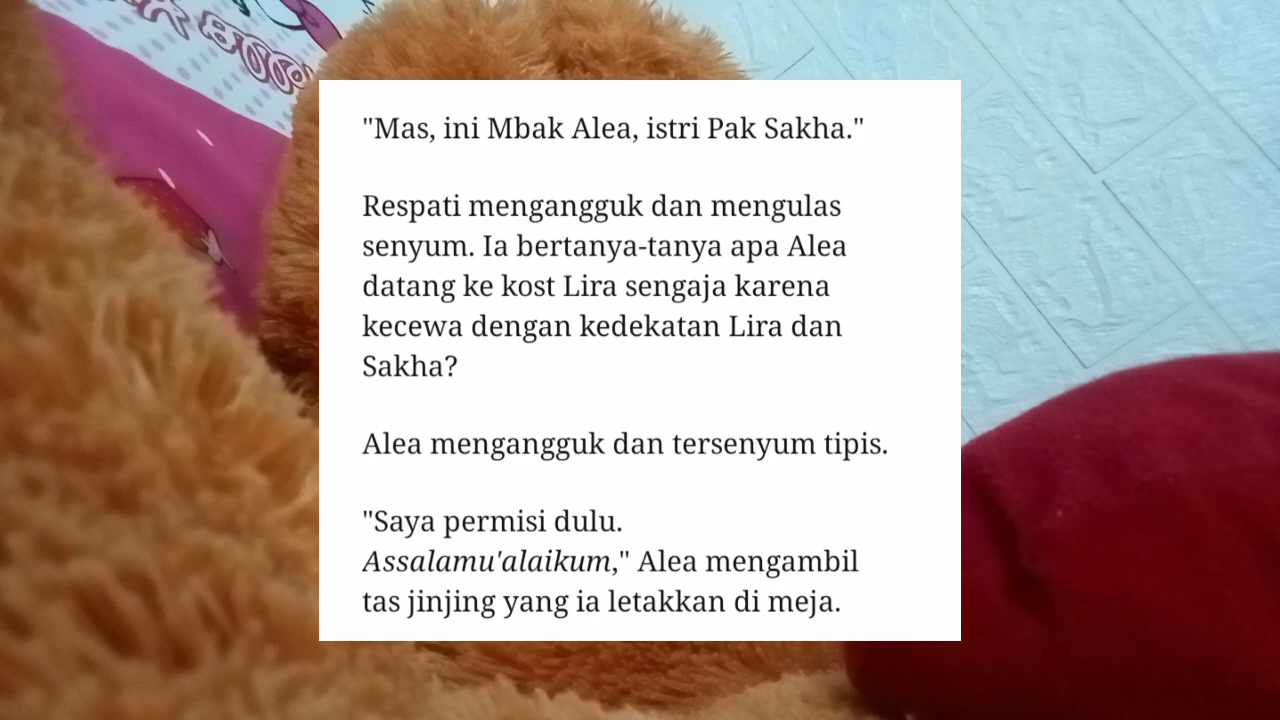 "Mas, ini Mbak Alea, istri Pak Sakha."
Respati mengangguk dan mengulas
senyum. Ia bertanya-tanya apa Alea
datang ke kost Lira sengaja karena
kecewa dengan kedekatan Lira dan
Sakha?
Alea mengangguk dan tersenyum tipis.
"Saya permisi dulu.
Assalamu'alaikum," Alea mengambil
tas jinjing yang ia letakkan di meja.